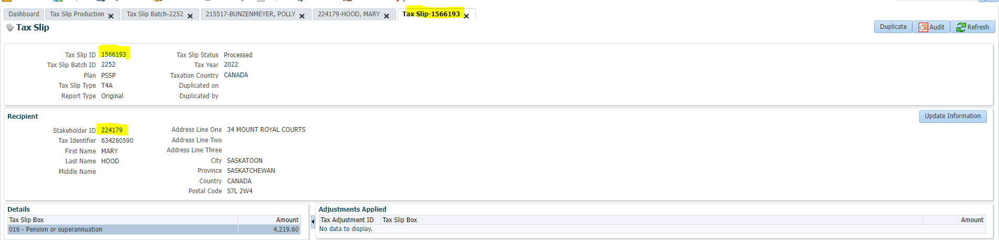 Dashboard Tax Slip Production Tax Slip Batch-2252 215517-BUNZENMEYER, POLLY 224179-HOOD, MARY Tax Slip-1566193
Tax Slip Duplicate Audit Refresh
Tax Slip ID 1566193 Tax Slip Status Processed
Tax Slip Batch ID 2252 Tax Year 2022
Plan PSSP Taxation Country CANADA
Tax Slip Type T4A Duplicated on
Report Type Original Duplicated by
Recipient Update Information
Stakeholder ID 224179 Address Line One 34 MOUNT ROYAL COURTS
Tax Identifier 634260590 Address Line Two
First Name MARY Address Line Three
Last Name HOOD City SASKATOON
Middle Name Province SASKATCHEWAN
Country CANADA
Postal Code S7L 2W4
Details Adjustments Applied
Tax Slip Box Amount Tax Adjustment ID Tax Slip Box Amount
016 - Pension or superannuation 4,219.60 No data to display.